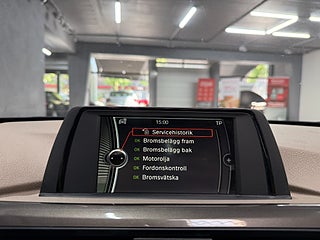 15:00 TP
Servicehistorik
OK Bromsbelägg fram
OK Bromsbelägg bak
OK Motorolja
OK Fordonskontroll
OK Bromsvätska